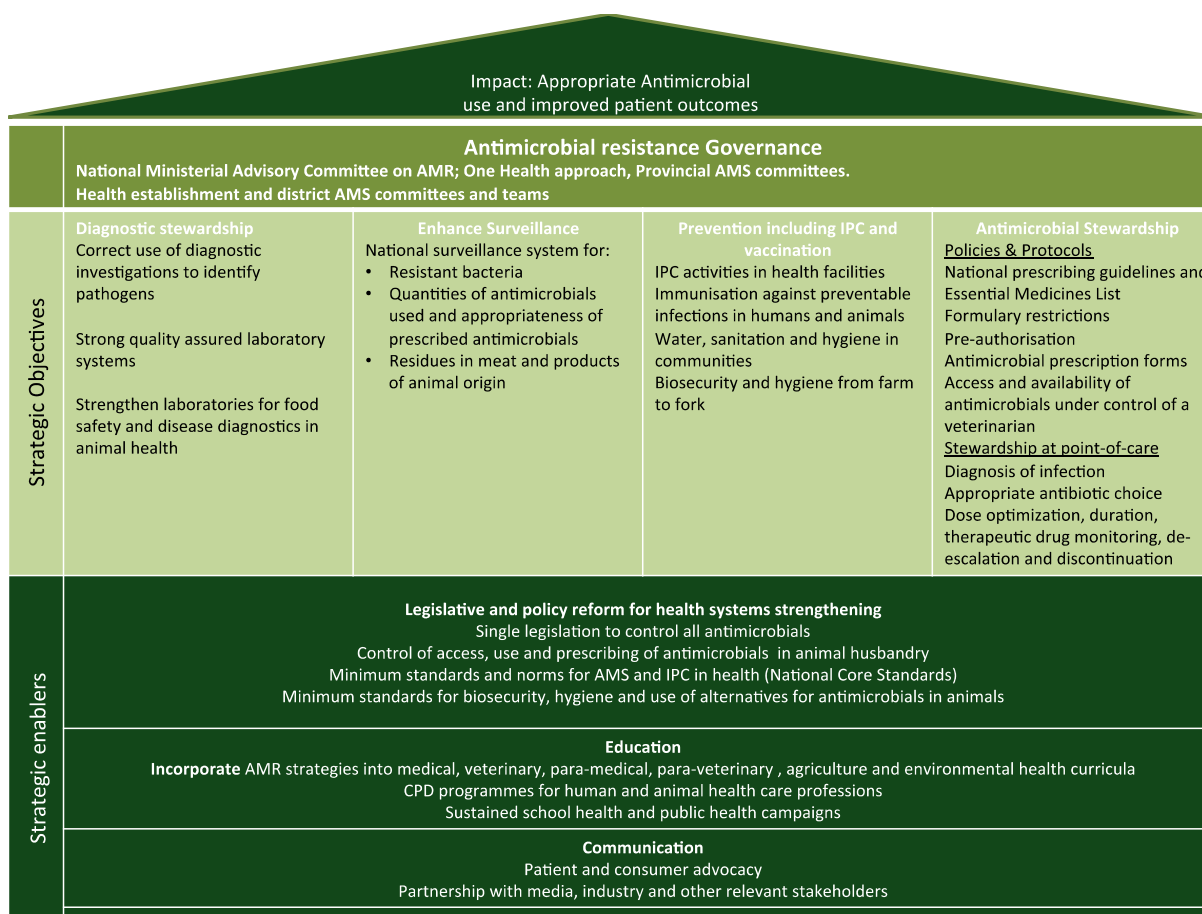 Impact: Appropriate Antimicrobial
use and improved patient outcomes
Antimicrobial resistance Governance
National Ministerial Advisory Committee on AMR; One Health approach, Provincial AMS committees.
Health establishment and district AMS committees and teams
Strategic Objectives
Diagnostic stewardship
Correct use of diagnostic
investigations to identify
pathogens
Strong quality assured laboratory
systems
Strengthen laboratories for food
safety and disease diagnostics in
animal health
Enhance Surveillance
National surveillance system for:
• Resistant bacteria
• Quantities of antimicrobials
used and appropriateness of
prescribed antimicrobials
• Residues in meat and products
of animal origin
Prevention including IPC and
vaccination
IPC activities in health facilities
Immunisation against preventable
infections in humans and animals
Water, sanitation and hygiene in
communities
Biosecurity and hygiene from farm
to fork
Antimicrobial Stewardship
Policies & Protocols
National prescribing guidelines and
Essential Medicines List
Formulary restrictions
Pre-authorisation
Antimicrobial prescription forms
Access and availability of
antimicrobials under control of a
veterinarian
Stewardship at point-of-care
Diagnosis of infection
Appropriate antibiotic choice
Dose optimization, duration,
therapeutic drug monitoring, de-
escalation and discontinuation
Strategic enablers
Legislative and policy reform for health systems strengthening
Single legislation to control all antimicrobials
Control of access, use and prescribing of antimicrobials in animal husbandry
Minimum standards and norms for AMS and IPC in health (National Core Standards)
Minimum standards for biosecurity, hygiene and use of alternatives for antimicrobials in animals
Education
Incorporate AMR strategies into medical, veterinary, para-medical, para-veterinary , agriculture and environmental health curricula
CPD programmes for human and animal health care professions
Sustained school health and public health campaigns
Communication
Patient and consumer advocacy
Partnership with media, industry and other relevant stakeholders